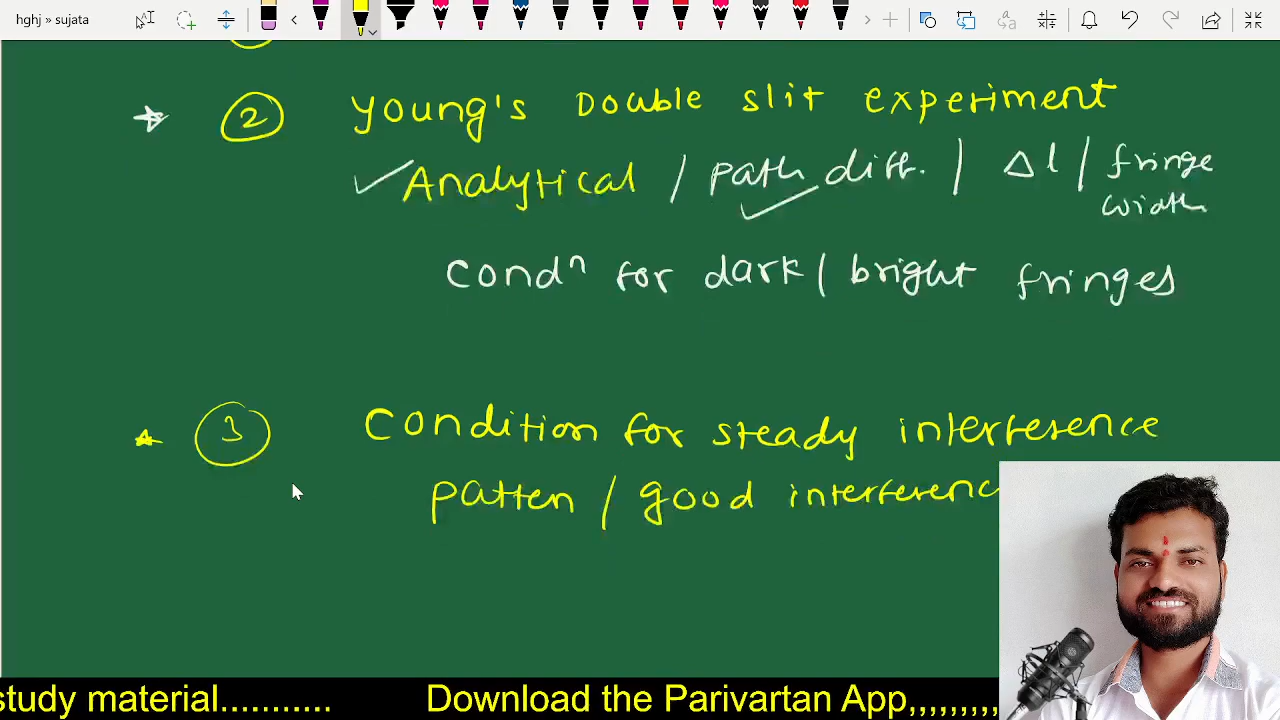 hghj » sujata
② Young's Double slit experiment
Analytical / path diff. / Δl / fringe width
condⁿ for dark / bright fringes
③ Condition for steady interference
patten / good interferenc
study material........... Download the Parivartan App,,,,,,,,,